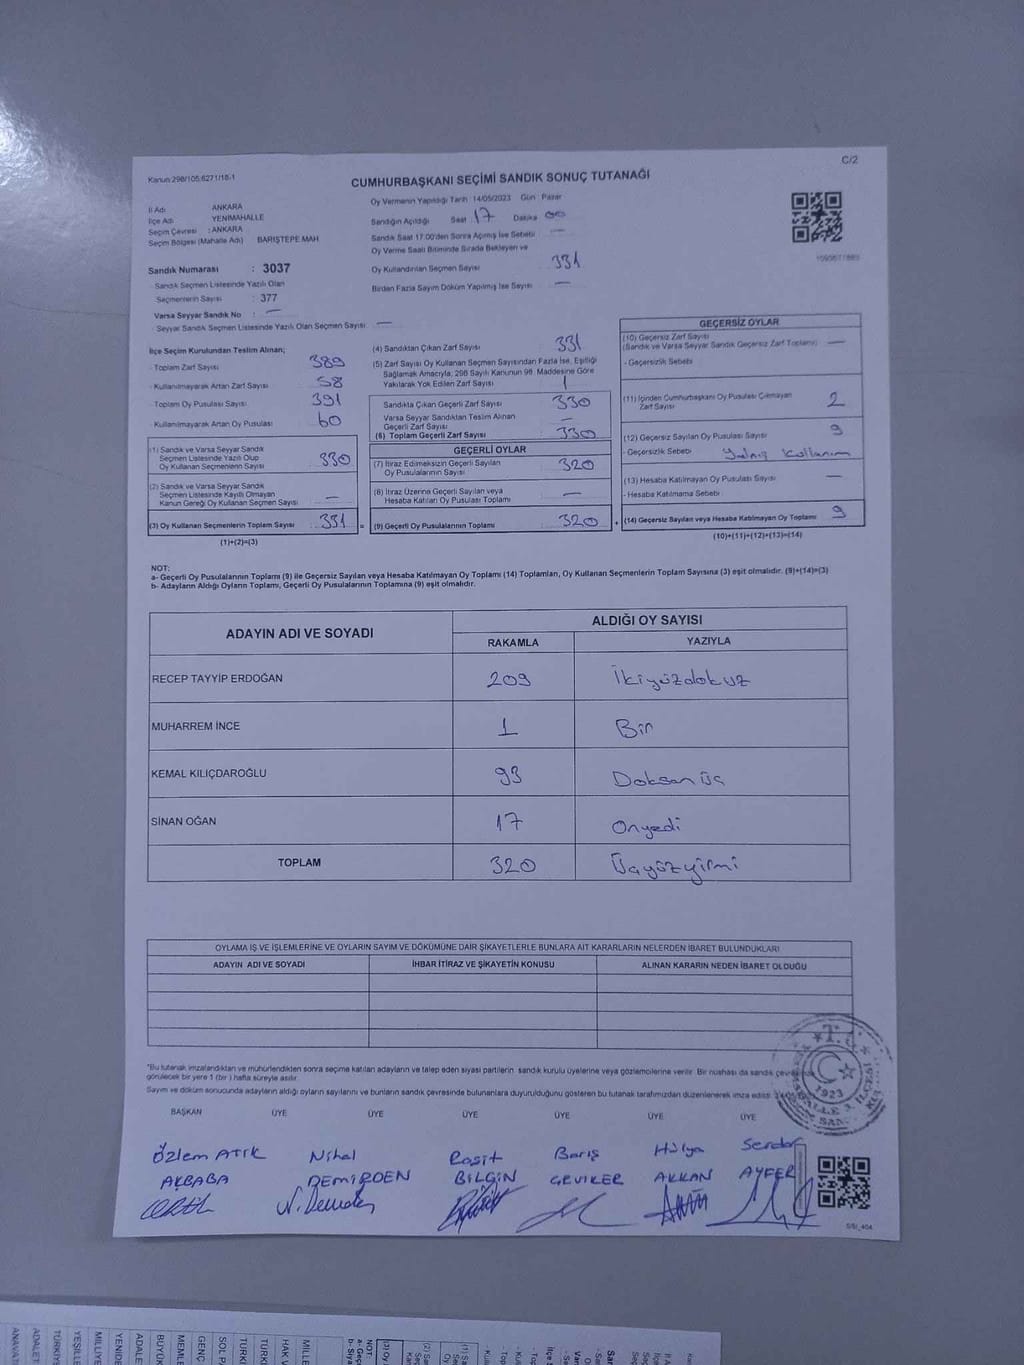 C/2
Kanun:298/105;6271/18-1
CUMHURBAŞKANI SEÇİMİ SANDIK SONUÇ TUTANAĞI
İl Adı ANKARA
İlçe Adı YENİMAHALLE
Seçim Çevresi : ANKARA
Seçim Bölgesi (Mahalle Adı) BARIŞTEPE MAH
Sandık Numarası : 3037
Sandık Seçmen Listesinde Yazılı Olan
Seçmenlerin Sayısı : 377
Varsa Seyyar Sandık No : —
Seyyar Sandık Seçmen Listesinde Yazılı Olan Seçmen Sayısı —
Oy Vermenin Yapıldığı Tarih 14/05/2023 Gün Pazar
Sandığın Açıldığı Saat 17 Dakika 00
Sandık Saat 17:00'den Sonra Açılmış İse Sebebi —
Oy Verme Saati Bitiminde Sırada Bekleyen ve
Oy Kullandırılan Seçmen Sayısı 331
Birden Fazla Sayım Döküm Yapılmış İse Sayısı —
İlçe Seçim Kurulundan Teslim Alınan;
- Toplam Zarf Sayısı 389
- Kullanılmayarak Artan Zarf Sayısı 58
- Toplam Oy Pusulası Sayısı 391
Kullanılmayarak Artan Oy Pusulası 60
(1) Sandık ve Varsa Seyyar Sandık
Seçmen Listesinde Yazılı Olup
Oy Kullanan Seçmenlerin Sayısı 330
(2) Sandık ve Varsa Seyyar Sandık
Seçmen Listesinde Kayıtlı Olmayan
Kanun Gereği Oy Kullanan Seçmen Sayısı —
(3) Oy Kullanan Seçmenlerin Toplam Sayısı 331 =
(1)+(2)=(3)
(4) Sandıktan Çıkan Zarf Sayısı 331
(5) Zarf Sayısı Oy Kullanan Seçmen Sayısından Fazla İse, Eşitliği
Sağlamak Amacıyla, 298 Sayılı Kanunun 98. Maddesine Göre
Yakılarak Yok Edilen Zarf Sayısı 1
Sandıkta Çıkan Geçerli Zarf Sayısı 330
Varsa Seyyar Sandıktan Teslim Alınan
Geçerli Zarf Sayısı —
(6) Toplam Geçerli Zarf Sayısı 330
GEÇERLİ OYLAR
(7) İtiraz Edilmeksizin Geçerli Sayılan
Oy Pusulalarının Sayısı 320
(8) İtiraz Üzerine Geçerli Sayılan veya
Hesaba Katılan Oy Pusulası Toplamı —
(9) Geçerli Oy Pusulalarının Toplamı 320 +
GEÇERSİZ OYLAR
(10) Geçersiz Zarf Sayısı
(Sandık ve Varsa Seyyar Sandık Geçersiz Zarf Toplamı) —
- Geçersizlik Sebebi
(11) İçinden Cumhurbaşkanı Oy Pusulası Çıkmayan
Zarf Sayısı 2
(12) Geçersiz Sayılan Oy Pusulası Sayısı 9
- Geçersizlik Sebebi Yalnış Kullanım
(13) Hesaba Katılmayan Oy Pusulası Sayısı —
- Hesaba Katılmama Sebebi
(14) Geçersiz Sayılan veya Hesaba Katılmayan Oy Toplamı 9
(10)+(11)+(12)+(13)=(14)
NOT:
a- Geçerli Oy Pusulalarının Toplamı (9) ile Geçersiz Sayılan veya Hesaba Katılmayan Oy Toplamı (14) Toplamları, Oy Kullanan Seçmenlerin Toplam Sayısına (3) eşit olmalıdır. (9)+(14)=(3)
b- Adayların Aldığı Oyların Toplamı, Geçerli Oy Pusulalarının Toplamına (9) eşit olmalıdır.
ADAYIN ADI VE SOYADI
ALDIĞI OY SAYISI
RAKAMLA YAZIYLA
RECEP TAYYİP ERDOĞAN 209 İkiyüzdokuz
MUHARREM İNCE 1 Bir
KEMAL KILIÇDAROĞLU 93 Doksan üç
SİNAN OĞAN 17 Onyedi
TOPLAM 320 Üçyüzyirmi
OYLAMA İŞ VE İŞLEMLERİNE VE OYLARIN SAYIM VE DÖKÜMÜNE DAİR ŞİKAYETLERLE BUNLARA AİT KARARLARIN NELERDEN İBARET BULUNDUKLARI
ADAYIN ADI VE SOYADI İHBAR İTİRAZ VE ŞİKAYETİN KONUSU ALINAN KARARIN NEDEN İBARET OLDUĞU
*Bu tutanak imzalandıktan ve mühürlendikten sonra seçime katılan adayların ve talep eden siyasi partilerin sandık kurulu üyelerine veya gözlemcilerine verilir. Bir nüshası da sandık
görülecek bir yere 1 (bir) hafta süreyle asılır.
Sayım ve döküm sonucunda adayların aldığı oyların sayılarını ve bunların sandık çevresinde bulunanlara duyurulduğunu gösteren bu tutanak tarafımızdan düzenlenerek imza edildi.
BAŞKAN ÜYE ÜYE ÜYE ÜYE ÜYE ÜYE
Özlem ATIK Nihal Raşit Barış Hülya Serdar
AKBABA DEMİRDEN BİLGİN GEVİKER AKKAN AYFER
T.C.
1923
MİLLE
MEMLE
ADALE
YENİDE